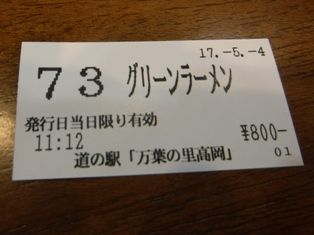 17.-5.-4
73 グリーンラーメン
発行日当日限り有効
11:12 ¥800-
道の駅「万葉の里高岡」 01